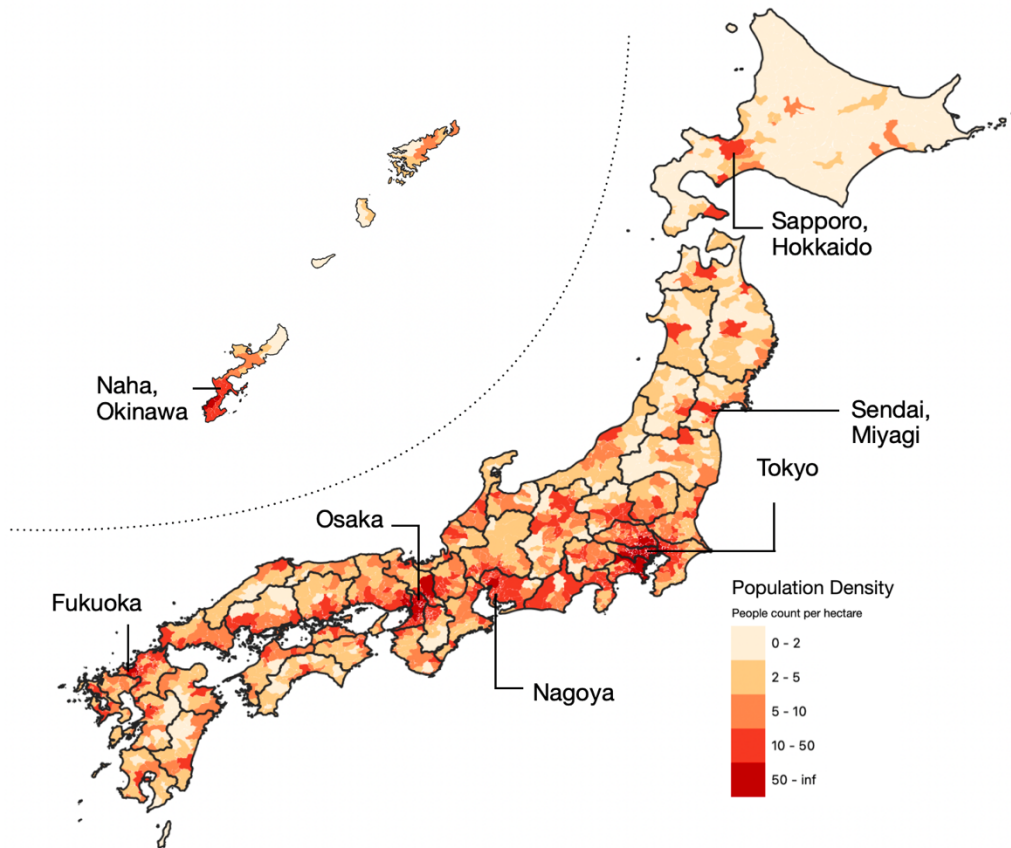 Sapporo,
Hokkaido
Naha,
Okinawa
Sendai,
Miyagi
Tokyo
Osaka
Fukuoka
Nagoya
Population Density
People count per hectare
0 - 2
2 - 5
5 - 10
10 - 50
50 - inf